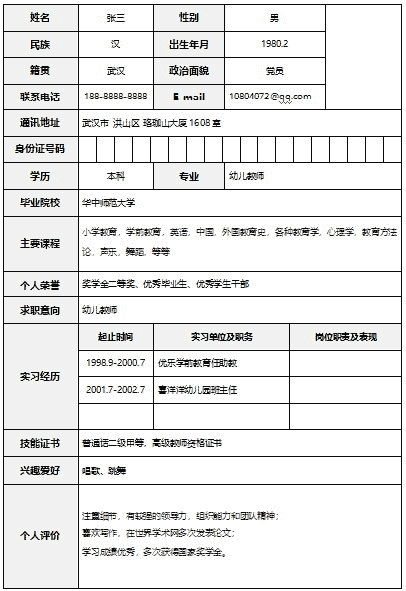 姓名 张三 性别 男
民族 汉 出生年月 1980.2
籍贯 武汉 政治面貌 党员
联系电话 188-8888-8888 E-mail 10804072@qq.com
通讯地址 武汉市 洪山区 珞珈山大厦 1608 室
身份证号码
学历 本科 专业 幼儿教师
毕业院校 华中师范大学
主要课程 小学教育，学前教育，英语，中国、外国教育史，各种教育学，心理学，教育方法
论，声乐，舞蹈，等等
个人荣誉 奖学金二等奖、优秀毕业生、优秀学生干部
求职意向 幼儿教师
实习经历 起止时间 实习单位及职务 岗位职责及表现
1998.9-2000.7 优乐学前教育任助教
2001.7-2002.7 喜洋洋幼儿园班主任
技能证书 普通话二级甲等，高级教师资格证书
兴趣爱好 唱歌、跳舞
个人评价 注重细节，有较强的领导力，组织能力和团队精神；
喜欢写作，在世界学术网多次发表论文；
学习成绩优秀，多次获得国家奖学金。